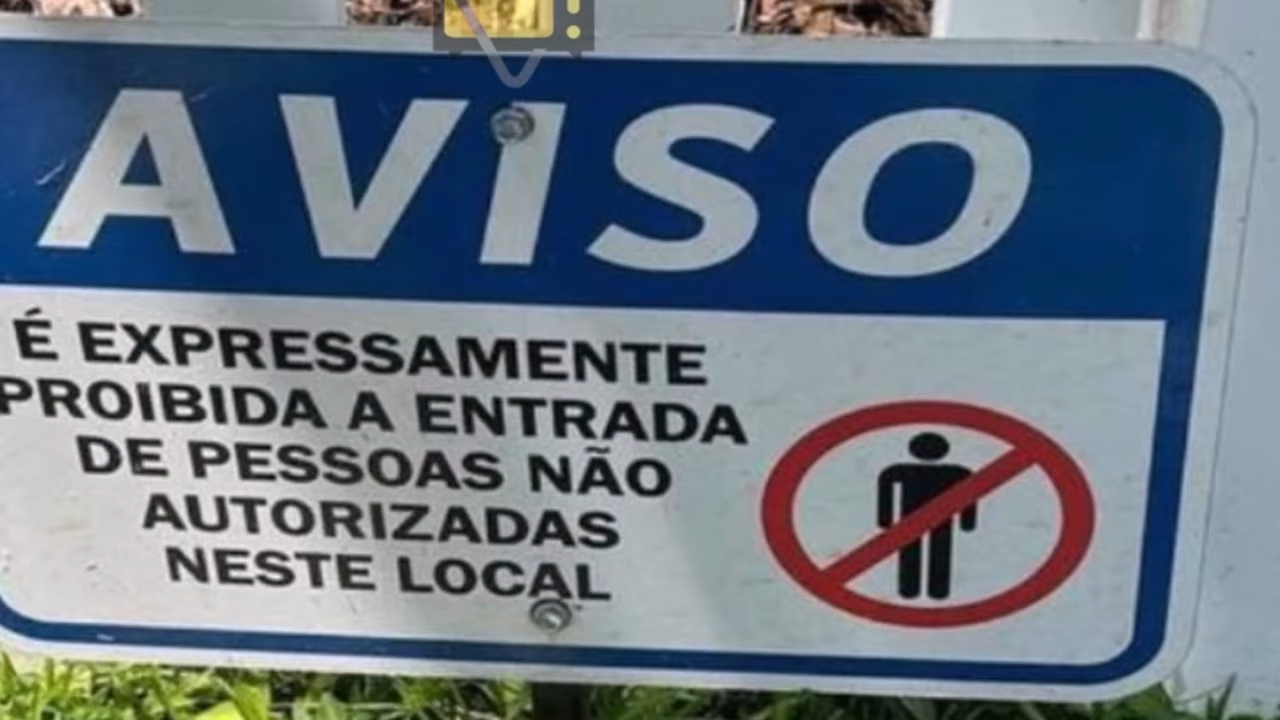 AVISO
É EXPRESSAMENTE
PROIBIDA A ENTRADA
DE PESSOAS NÃO
AUTORIZADAS
NESTE LOCAL